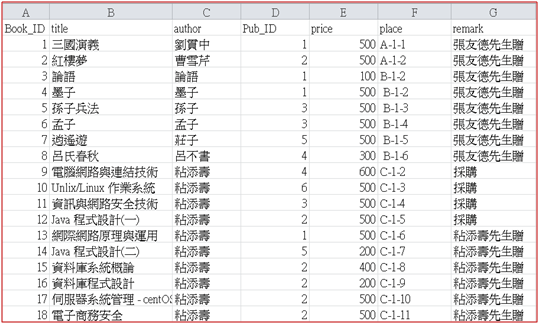 A B C D E F G
Book_ID title author Pub_ID price place remark
1 三國演義 劉貫中 1 500 A-1-1 張友德先生贈
2 紅樓夢 曹雪芹 2 500 A-1-2 張友德先生贈
3 論語 論語 1 100 B-1-2 張友德先生贈
4 墨子 墨子 1 500 B-1-2 張友德先生贈
5 孫子兵法 孫子 3 500 B-1-3 張友德先生贈
6 孟子 孟子 3 500 B-1-4 張友德先生贈
7 逍遙遊 莊子 5 500 B-1-5 張友德先生贈
8 呂氏春秋 呂不書 4 300 B-1-6 張友德先生贈
9 電腦網路與連結技術 粘添壽 4 600 C-1-2 採購
10 Unlix/Linux 作業系統 粘添壽 6 500 C-1-3 採購
11 資訊與網路安全技術 粘添壽 3 500 C-1-4 採購
12 Java 程式設計(一) 粘添壽 2 500 C-1-5 採購
13 網際網路原理與運用 粘添壽 1 500 C-1-6 粘添壽先生贈
14 Java 程式設計(二) 粘添壽 5 200 C-1-7 粘添壽先生贈
15 資料庫系統概論 粘添壽 2 400 C-1-8 粘添壽先生贈
16 資料庫程式設計 粘添壽 2 200 C-1-9 粘添壽先生贈
17 伺服器系統管理 - centOS 粘添壽 2 500 C-1-10 粘添壽先生贈
18 電子商務安全 粘添壽 2 500 C-1-11 粘添壽先生贈